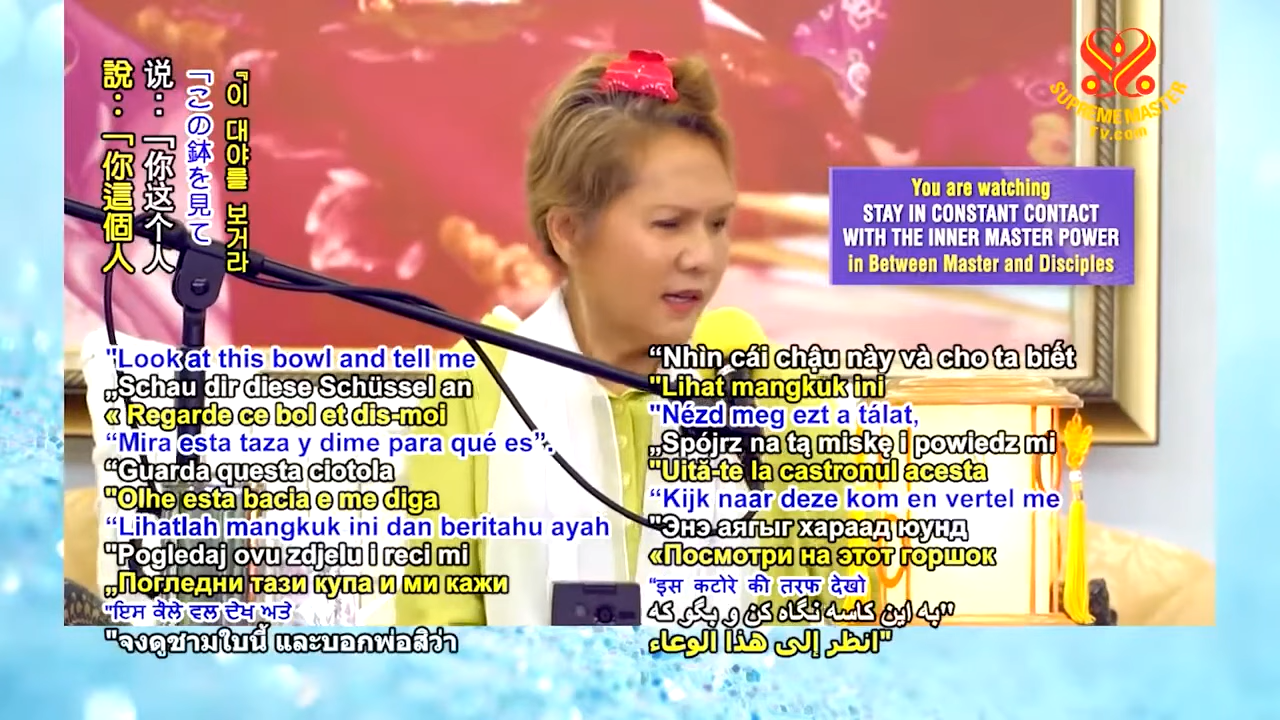 說：：「你這個人
说：：「你这个人
「この鉢を見て
『이 대야를 보거라
SUPREME MASTER
TV.com
You are watching
STAY IN CONSTANT CONTACT
WITH THE INNER MASTER POWER
in Between Master and Disciples
"Look at this bowl and tell me
„Schau dir diese Schüssel an
« Regarde ce bol et dis-moi
“Mira esta taza y dime para qué es”.
“Guarda questa ciotola
"Olhe esta bacia e me diga
“Lihatlah mangkuk ini dan beritahu ayah
"Pogledaj ovu zdjelu i reci mi
„Погледни тази купа и ми кажи
"ਇਸ ਕੌਲੇ ਵਲ ਦੇਖ ਅਤੇ
"จงดูชามใบนี้ และบอกพ่อสิว่า
“Nhìn cái chậu này và cho ta biết
"Lihat mangkuk ini
"Nézd meg ezt a tálat,
„Spójrz na tą miskę i powiedz mi
"Uită-te la castronul acesta
“Kijk naar deze kom en vertel me
"Энэ аягыг хараад юунд
«Посмотри на этот горшок
“इस कटोरे की तरफ देखो
"به این کاسه نگاه کن و بگو که
"انظر إلى هذا الوعاء